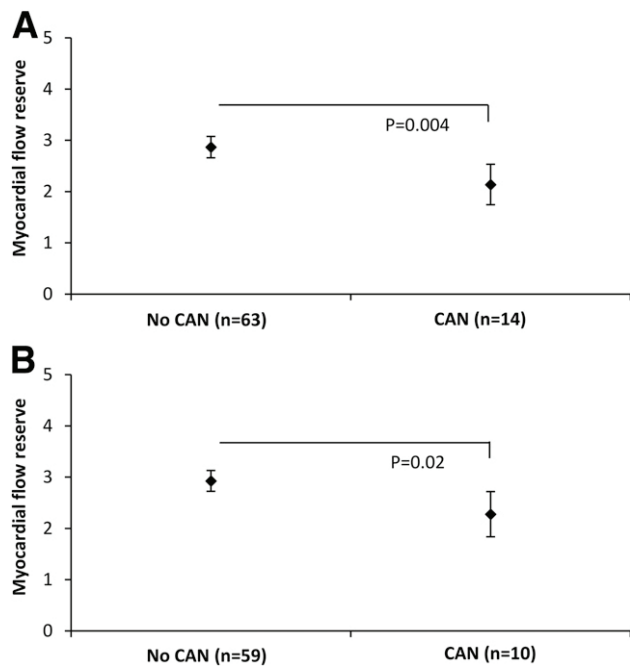 A
Myocardial flow reserve
5
4
3
2
1
0
P=0.004
No CAN (n=63)
CAN (n=14)
B
Myocardial flow reserve
5
4
3
2
1
0
P=0.02
No CAN (n=59)
CAN (n=10)